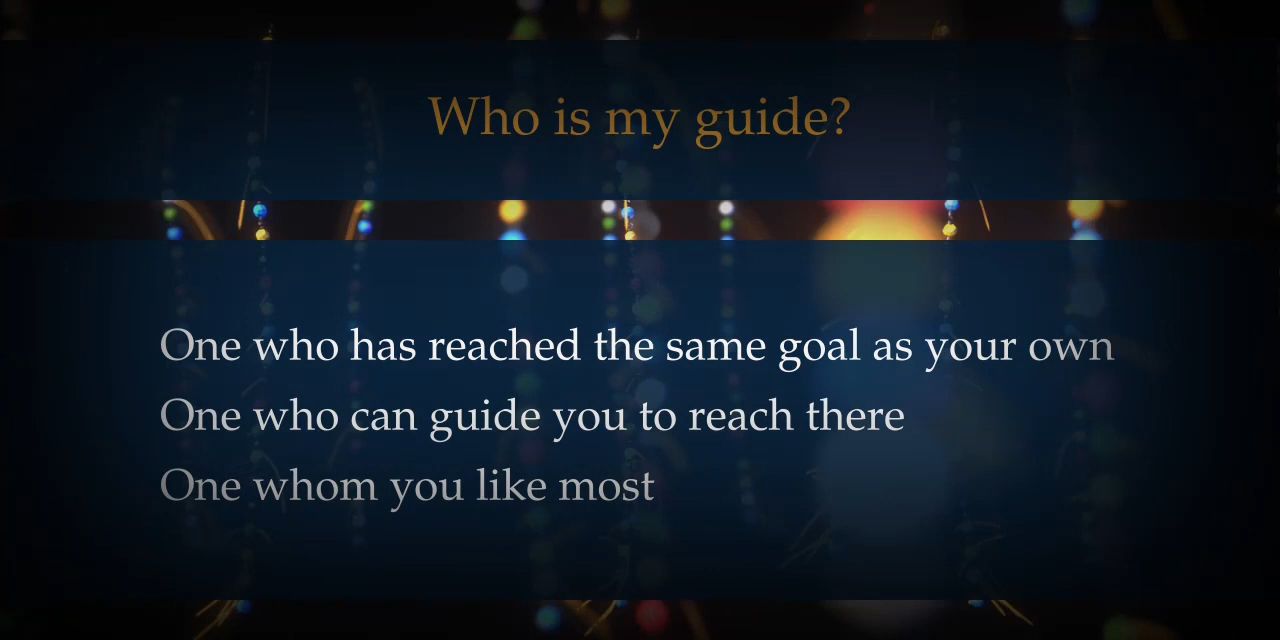 Who is my guide?
One who has reached the same goal as your own
One who can guide you to reach there
One whom you like most